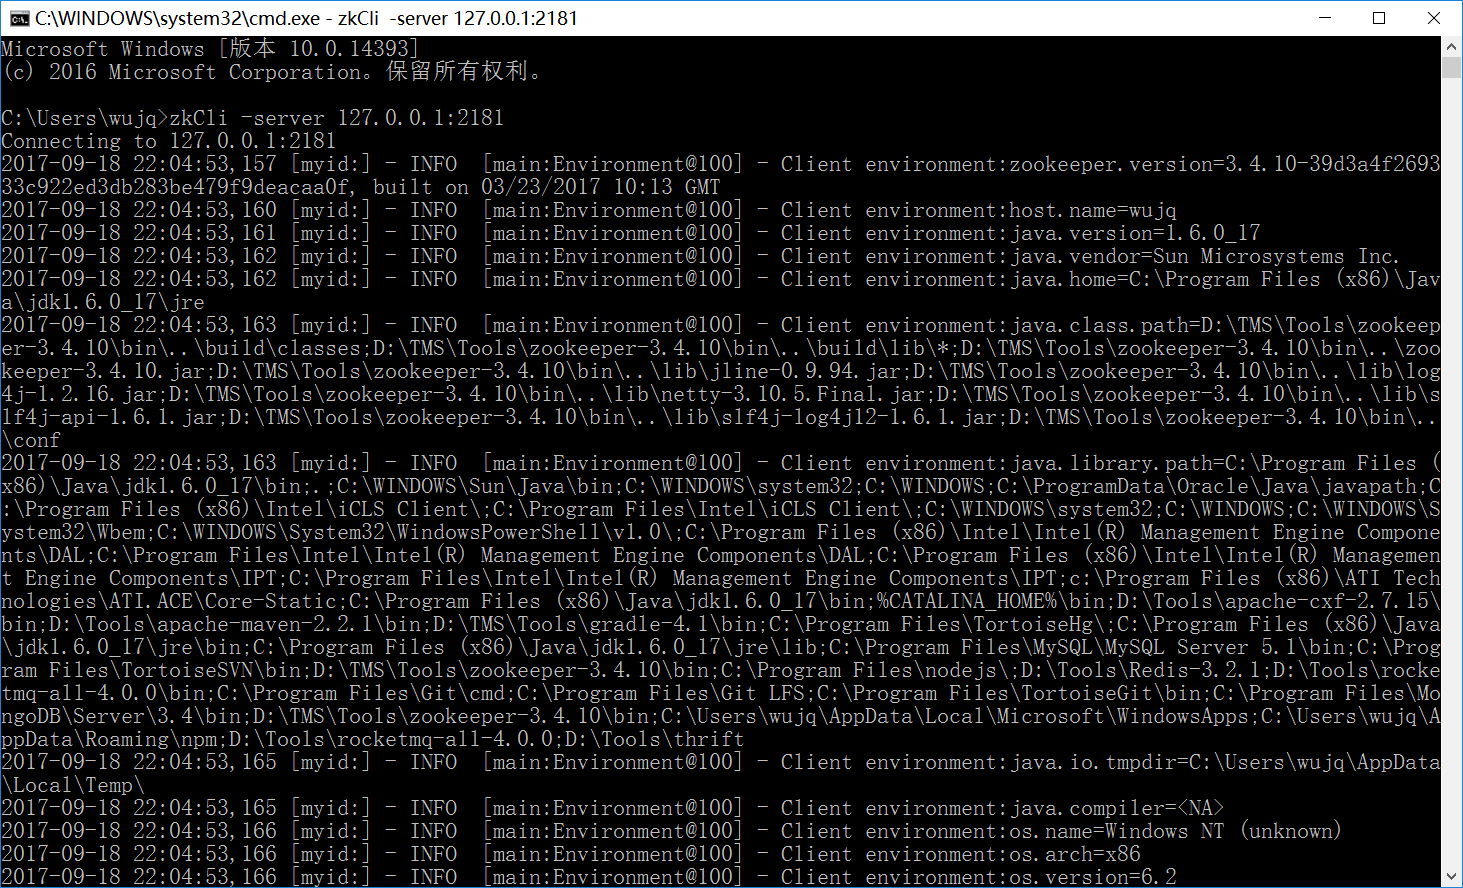 C:\WINDOWS\system32\cmd.exe - zkCli  -server 127.0.0.1:2181
Microsoft Windows [版本 10.0.14393]
(c) 2016 Microsoft Corporation。保留所有权利。
C:\Users\wujq>zkCli -server 127.0.0.1:2181
Connecting to 127.0.0.1:2181
2017-09-18 22:04:53,157 [myid:] - INFO  [main:Environment@100] - Client environment:zookeeper.version=3.4.10-39d3a4f2693
33c922ed3db283be479f9deacaa0f, built on 03/23/2017 10:13 GMT
2017-09-18 22:04:53,160 [myid:] - INFO  [main:Environment@100] - Client environment:host.name=wujq
2017-09-18 22:04:53,161 [myid:] - INFO  [main:Environment@100] - Client environment:java.version=1.6.0_17
2017-09-18 22:04:53,162 [myid:] - INFO  [main:Environment@100] - Client environment:java.vendor=Sun Microsystems Inc.
2017-09-18 22:04:53,162 [myid:] - INFO  [main:Environment@100] - Client environment:java.home=C:\Program Files (x86)\Jav
a\jdk1.6.0_17\jre
2017-09-18 22:04:53,163 [myid:] - INFO  [main:Environment@100] - Client environment:java.class.path=D:\TMS\Tools\zookeep
er-3.4.10\bin\..\build\classes;D:\TMS\Tools\zookeeper-3.4.10\bin\..\build\lib\*;D:\TMS\Tools\zookeeper-3.4.10\bin\..\zoo
keeper-3.4.10.jar;D:\TMS\Tools\zookeeper-3.4.10\bin\..\lib\jline-0.9.94.jar;D:\TMS\Tools\zookeeper-3.4.10\bin\..\lib\log
4j-1.2.16.jar;D:\TMS\Tools\zookeeper-3.4.10\bin\..\lib\netty-3.10.5.Final.jar;D:\TMS\Tools\zookeeper-3.4.10\bin\..\lib\s
lf4j-api-1.6.1.jar;D:\TMS\Tools\zookeeper-3.4.10\bin\..\lib\slf4j-log4j12-1.6.1.jar;D:\TMS\Tools\zookeeper-3.4.10\bin\..
\conf
2017-09-18 22:04:53,163 [myid:] - INFO  [main:Environment@100] - Client environment:java.library.path=C:\Program Files (
x86)\Java\jdk1.6.0_17\bin;.;C:\WINDOWS\Sun\Java\bin;C:\WINDOWS\system32;C:\WINDOWS;C:\ProgramData\Oracle\Java\javapath;C
:\Program Files (x86)\Intel\iCLS Client\;C:\Program Files\Intel\iCLS Client\;C:\WINDOWS\system32;C:\WINDOWS;C:\WINDOWS\S
ystem32\Wbem;C:\WINDOWS\System32\WindowsPowerShell\v1.0\;C:\Program Files (x86)\Intel\Intel(R) Management Engine Compone
nts\DAL;C:\Program Files\Intel\Intel(R) Management Engine Components\DAL;C:\Program Files (x86)\Intel\Intel(R) Managemen
t Engine Components\IPT;C:\Program Files\Intel\Intel(R) Management Engine Components\IPT;c:\Program Files (x86)\ATI Tech
nologies\ATI.ACE\Core-Static;C:\Program Files (x86)\Java\jdk1.6.0_17\bin;%CATALINA_HOME%\bin;D:\Tools\apache-cxf-2.7.15\
bin;D:\Tools\apache-maven-2.2.1\bin;D:\TMS\Tools\gradle-4.1\bin;C:\Program Files\TortoiseHg\;C:\Program Files (x86)\Java
\jdk1.6.0_17\jre\bin;C:\Program Files (x86)\Java\jdk1.6.0_17\jre\lib;C:\Program Files\MySQL\MySQL Server 5.1\bin;C:\Prog
ram Files\TortoiseSVN\bin;D:\TMS\Tools\zookeeper-3.4.10\bin;C:\Program Files\nodejs\;D:\Tools\Redis-3.2.1;D:\Tools\rocke
tmq-all-4.0.0\bin;C:\Program Files\Git\cmd;C:\Program Files\Git LFS;C:\Program Files\TortoiseGit\bin;C:\Program Files\Mo
ngoDB\Server\3.4\bin;D:\TMS\Tools\zookeeper-3.4.10\bin;C:\Users\wujq\AppData\Local\Microsoft\WindowsApps;C:\Users\wujq\A
ppData\Roaming\npm;D:\Tools\rocketmq-all-4.0.0;D:\Tools\thrift
2017-09-18 22:04:53,165 [myid:] - INFO  [main:Environment@100] - Client environment:java.io.tmpdir=C:\Users\wujq\AppData
\Local\Temp\
2017-09-18 22:04:53,165 [myid:] - INFO  [main:Environment@100] - Client environment:java.compiler=<NA>
2017-09-18 22:04:53,166 [myid:] - INFO  [main:Environment@100] - Client environment:os.name=Windows NT (unknown)
2017-09-18 22:04:53,166 [myid:] - INFO  [main:Environment@100] - Client environment:os.arch=x86
2017-09-18 22:04:53,166 [myid:] - INFO  [main:Environment@100] - Client environment:os.version=6.2